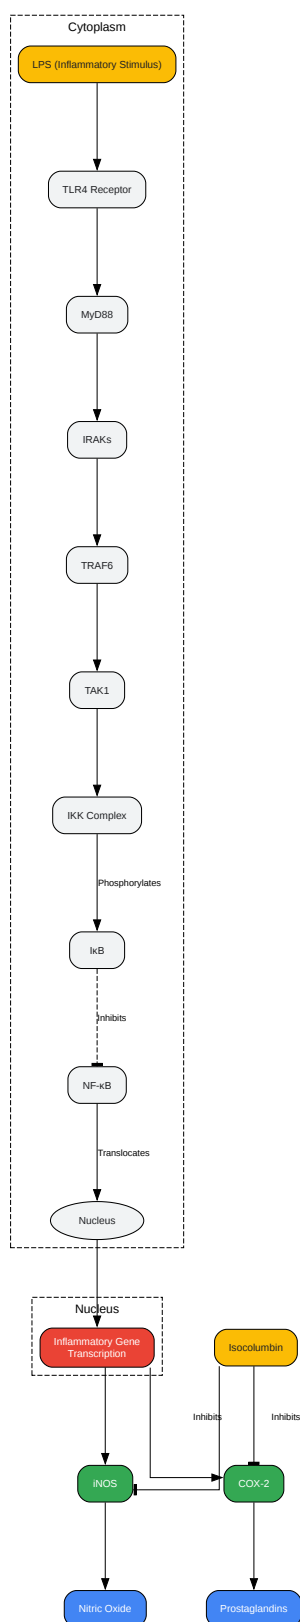 Cytoplasm
LPS (Inflammatory Stimulus)
TLR4 Receptor
MyD88
IRAKs
TRAF6
TAK1
IKK Complex
Phosphorylates
IκB
Inhibits
NF-κB
Translocates
Nucleus
Nucleus
Inflammatory Gene
Transcription
Isocolumbin
Inhibits
Inhibits
iNOS
COX-2
Nitric Oxide
Prostaglandins